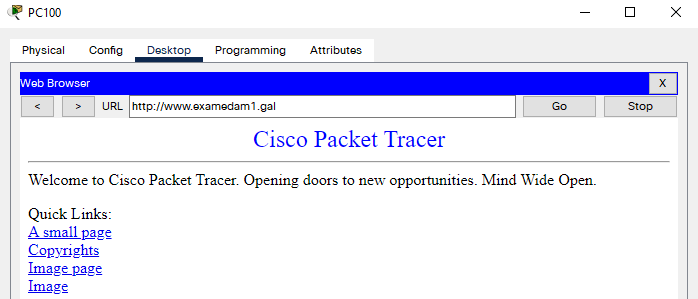 PC100
Physical Config Desktop Programming Attributes
Web Browser X
< > URL http://www.examedam1.gal Go Stop
Cisco Packet Tracer
Welcome to Cisco Packet Tracer. Opening doors to new opportunities. Mind Wide Open.
Quick Links:
A small page
Copyrights
Image page
Image